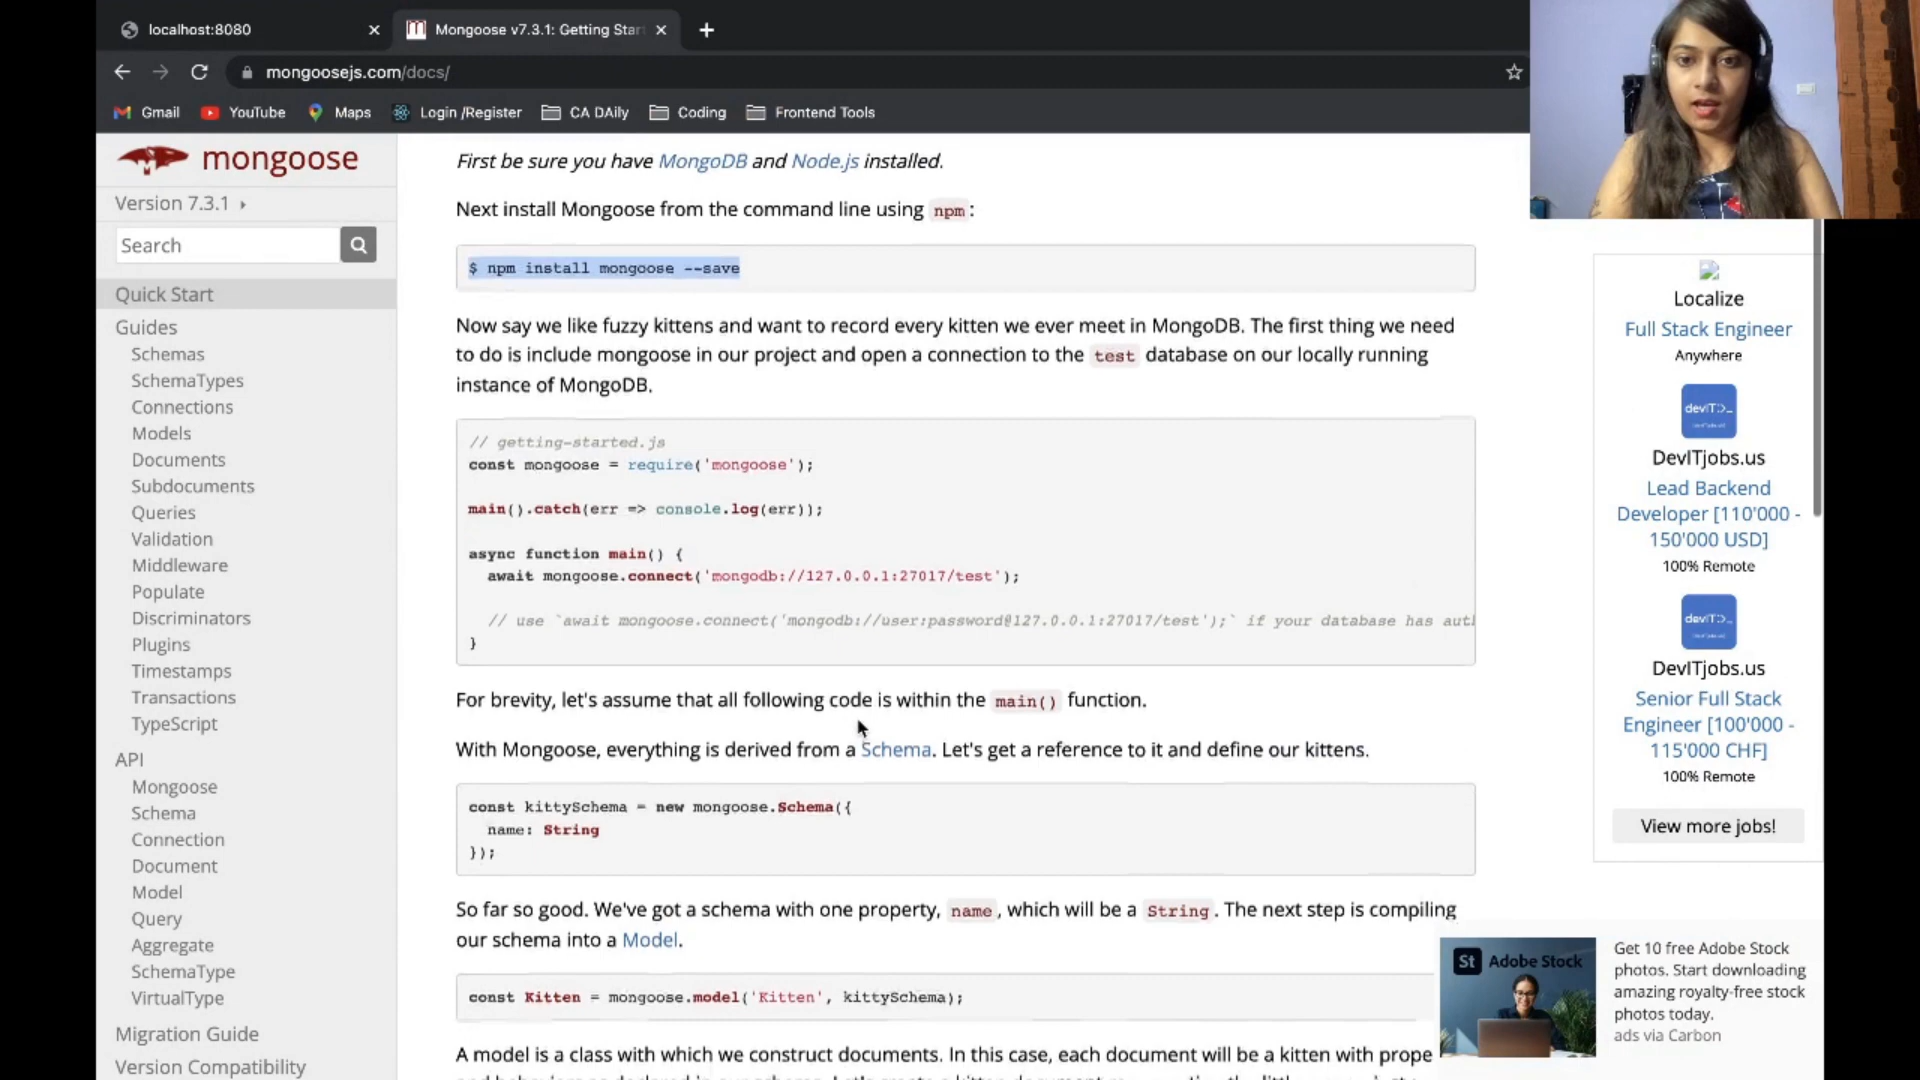 localhost:8080
Mongoose v7.3.1: Getting Star
mongoosejs.com/docs/
Gmail
YouTube
Maps
Login /Register
CA DAily
Coding
Frontend Tools
mongoose
Version 7.3.1
Search
Quick Start
Guides
Schemas
SchemaTypes
Connections
Models
Documents
Subdocuments
Queries
Validation
Middleware
Populate
Discriminators
Plugins
Timestamps
Transactions
TypeScript
API
Mongoose
Schema
Connection
Document
Model
Query
Aggregate
SchemaType
VirtualType
Migration Guide
Version Compatibility
First be sure you have MongoDB and Node.js installed.
Next install Mongoose from the command line using npm:
$ npm install mongoose --save
Now say we like fuzzy kittens and want to record every kitten we ever meet in MongoDB. The first thing we need
to do is include mongoose in our project and open a connection to the test database on our locally running
instance of MongoDB.
// getting-started.js
const mongoose = require('mongoose');
main().catch(err => console.log(err));
async function main() {
await mongoose.connect('mongodb://127.0.0.1:27017/test');
// use `await mongoose.connect('mongodb://user:password@127.0.0.1:27017/test');` if your database has aut
}
For brevity, let's assume that all following code is within the main() function.
With Mongoose, everything is derived from a Schema. Let's get a reference to it and define our kittens.
const kittySchema = new mongoose.Schema({
name: String
});
So far so good. We've got a schema with one property, name, which will be a String. The next step is compiling
our schema into a Model.
const Kitten = mongoose.model('Kitten', kittySchema);
A model is a class with which we construct documents. In this case, each document will be a kitten with prope
Localize
Full Stack Engineer
Anywhere
devITD_
DevITjobs.us
Lead Backend
Developer [110'000 -
150'000 USD]
100% Remote
devITD_
DevITjobs.us
Senior Full Stack
Engineer [100'000 -
115'000 CHF]
100% Remote
View more jobs!
St Adobe Stock
Get 10 free Adobe Stock
photos. Start downloading
amazing royalty-free stock
photos today.
ads via Carbon